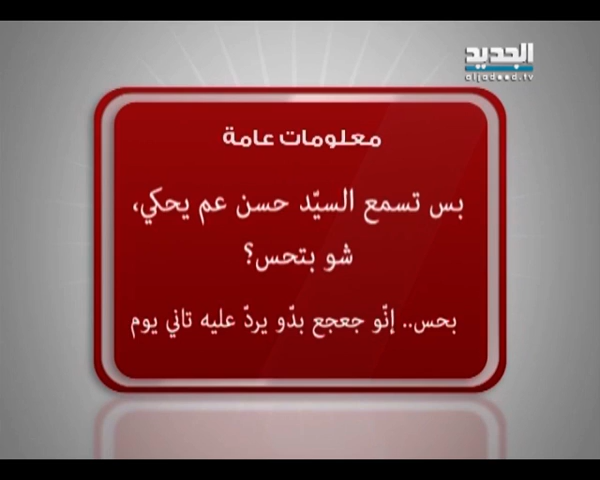 الجديد
aljadeed.tv
معلومات عامة
بس تسمع السيّد حسن عم يحكي،
شو بتحس؟
بحس.. إنّو جعجع بدّو يردّ عليه تاني يوم